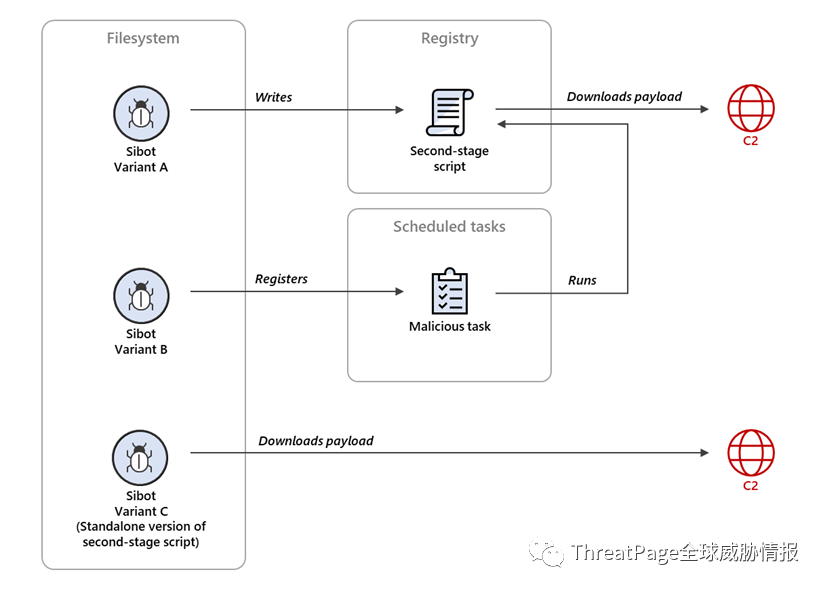 Filesystem
Registry
Writes
Downloads payload
Sibot
Variant A
Second-stage
script
C2
Scheduled tasks
Registers
Runs
Sibot
Variant B
Malicious task
Downloads payload
Sibot
Variant C
(Standalone version of
second-stage script)
C2
ThreatPage全球威胁情报